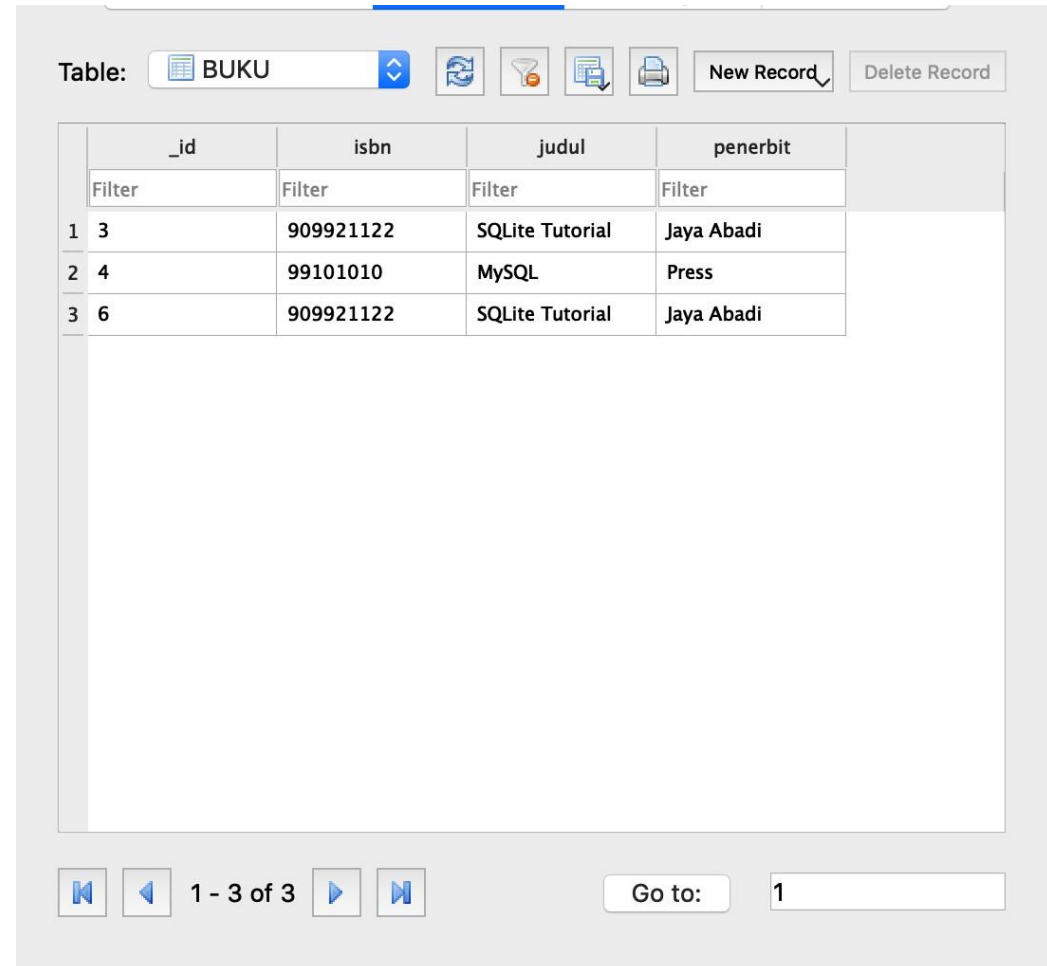 Table: BUKU New Record Delete Record
_id isbn judul penerbit
Filter Filter Filter Filter
1 3 909921122 SQLite Tutorial Jaya Abadi
2 4 99101010 MySQL Press
3 6 909921122 SQLite Tutorial Jaya Abadi
1 - 3 of 3 Go to: 1